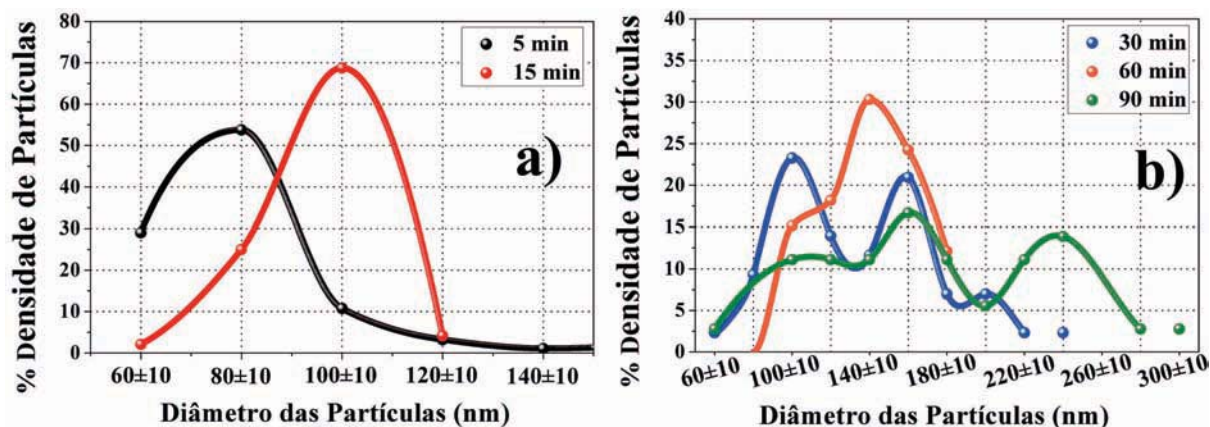 % Densidade de Partículas
80
70
60
50
40
30
20
10
0
5 min
15 min
a)
60±10 80±10 100±10 120±10 140±10
Diâmetro das Partículas (nm)
% Densidade de Partículas
40
35
30
25
20
15
10
5
0
30 min
60 min
90 min
b)
60±10 100±10 140±10 180±10 220±10 260±10 300±10
Diâmetro das Partículas (nm)